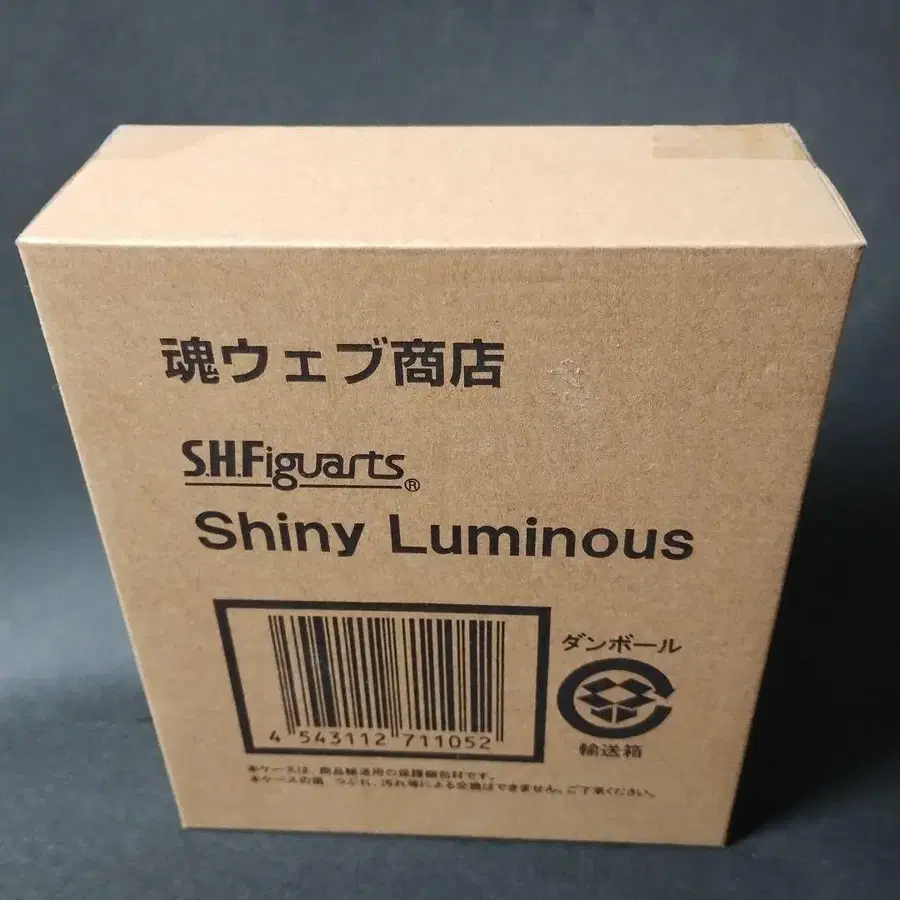 魂ウェブ商店
S.H.Figuarts®
Shiny Luminous
4 543112 711052
ダンボール
輸送箱
本ケースは、商品輸送用の保護梱包材です。
本ケースの傷、つぶれ、汚れ等による交換はできません。ご了承ください。